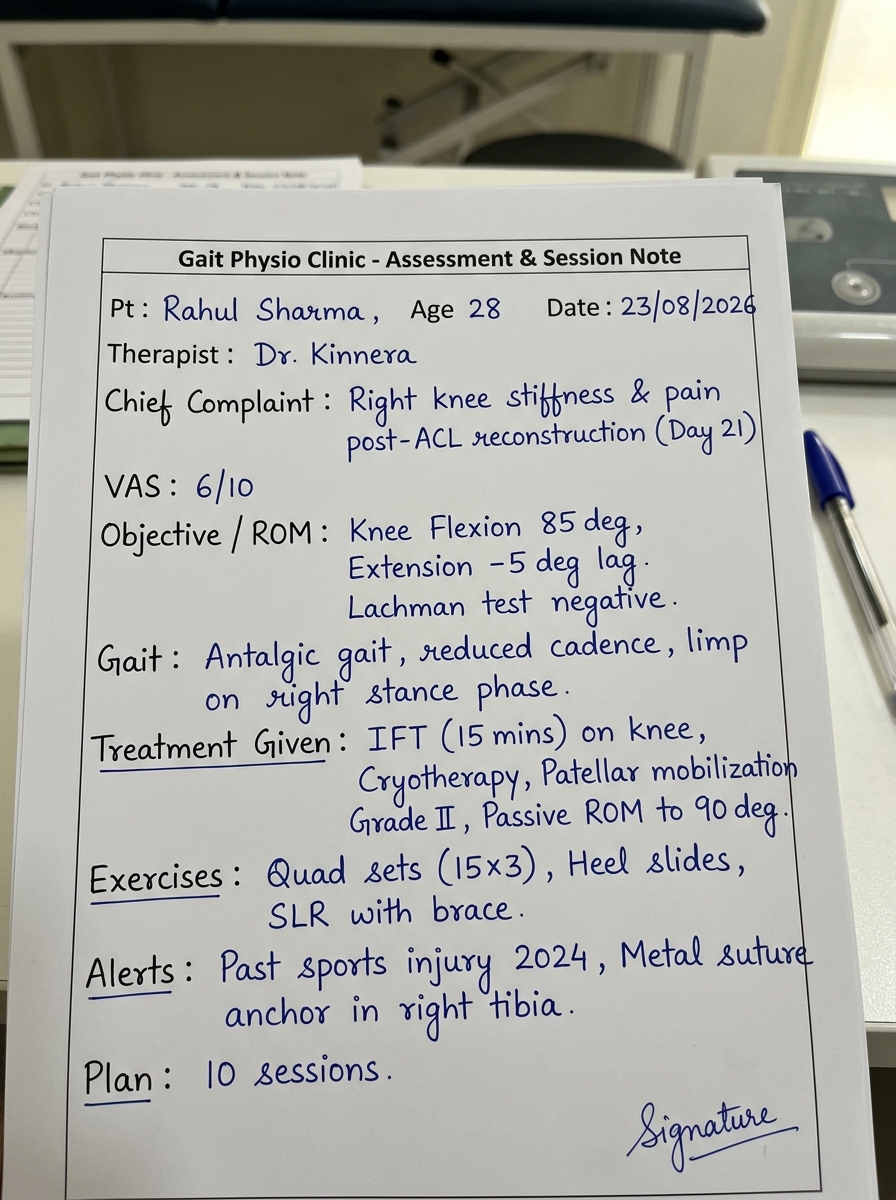 Gait Physio Clinic - Assessment & Session Note
Pt : Rahul Sharma, Age 28 Date : 23/08/2026
Therapist : Dr. Kinnera
Chief Complaint : Right knee stiffness & pain
post-ACL reconstruction (Day 21)
VAS : 6/10
Objective / ROM : Knee Flexion 85 deg,
Extension -5 deg lag.
Lachman test negative.
Gait : Antalgic gait, reduced cadence, limp
on right stance phase.
Treatment Given : IFT (15 mins) on knee,
Cryotherapy, Patellar mobilization
Grade II, Passive ROM to 90 deg.
Exercises : Quad sets (15x3), Heel slides,
SLR with brace.
Alerts : Past sports injury 2024, Metal suture
anchor in right tibia.
Plan : 10 sessions.
Signature